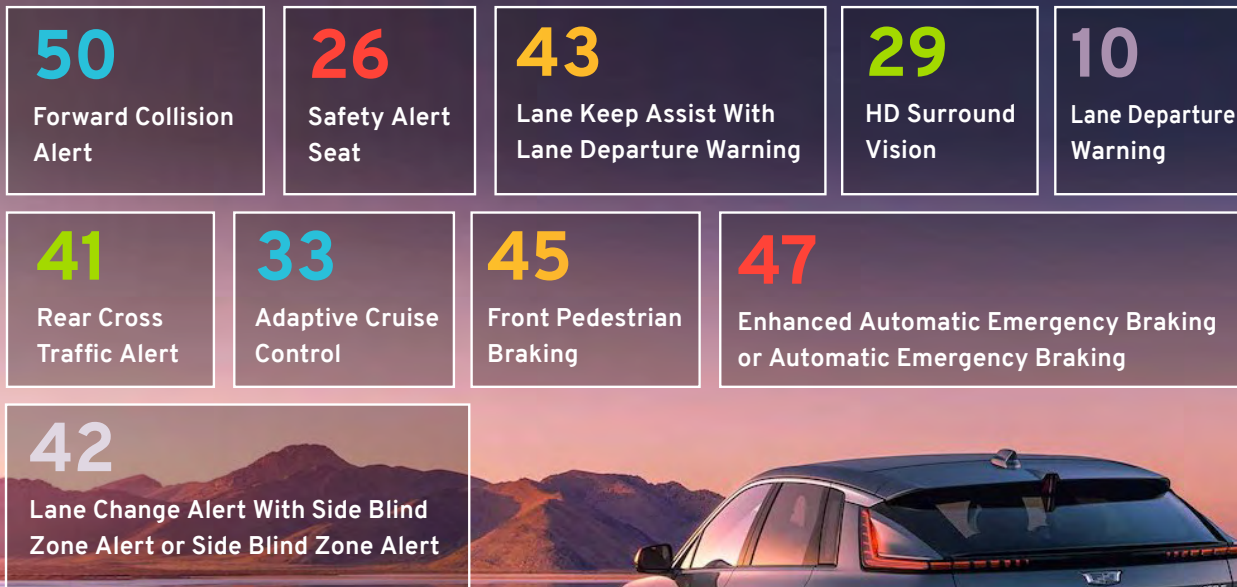 50
Forward Collision
Alert
26
Safety Alert
Seat
43
Lane Keep Assist With
Lane Departure Warning
29
HD Surround
Vision
10
Lane Departure
Warning
41
Rear Cross
Traffic Alert
33
Adaptive Cruise
Control
45
Front Pedestrian
Braking
47
Enhanced Automatic Emergency Braking
or Automatic Emergency Braking
42
Lane Change Alert With Side Blind
Zone Alert or Side Blind Zone Alert